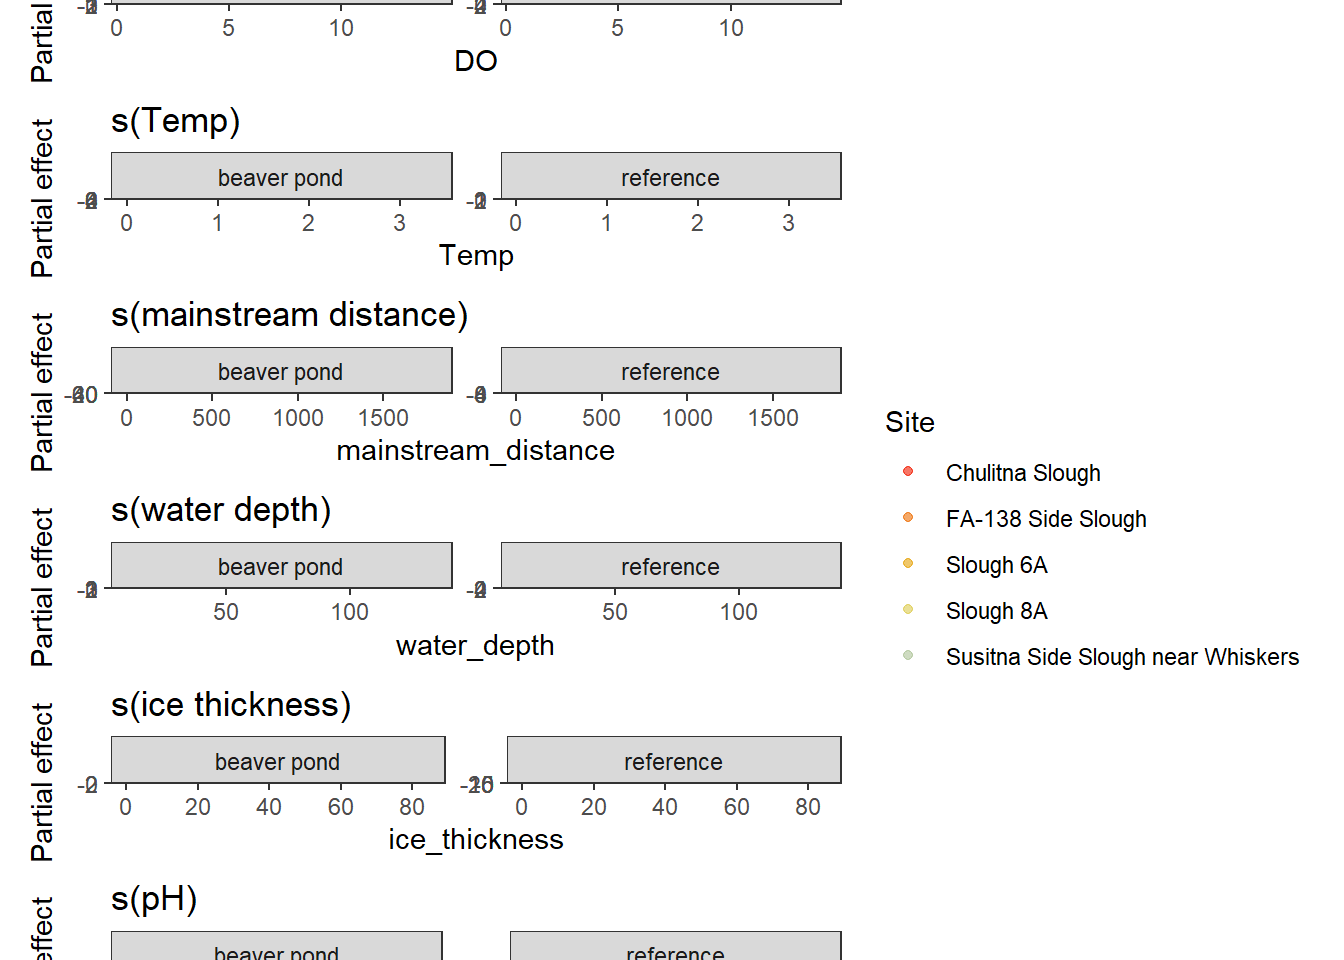 Partial
0 5 10 0 5 10
DO
s(Temp)
Partial effect
beaver pond reference
0 1 2 3 0 1 2 3
Temp
s(mainstream distance)
Partial effect
beaver pond reference
0 500 1000 1500 0 500 1000 1500
mainstream_distance
s(water depth)
Partial effect
beaver pond reference
50 100 50 100
water_depth
s(ice thickness)
Partial effect
beaver pond reference
0 20 40 60 80 0 20 40 60 80
ice_thickness
s(pH)
effect
beaver pond reference
Site
Chulitna Slough
FA-138 Side Slough
Slough 6A
Slough 8A
Susitna Side Slough near Whiskers